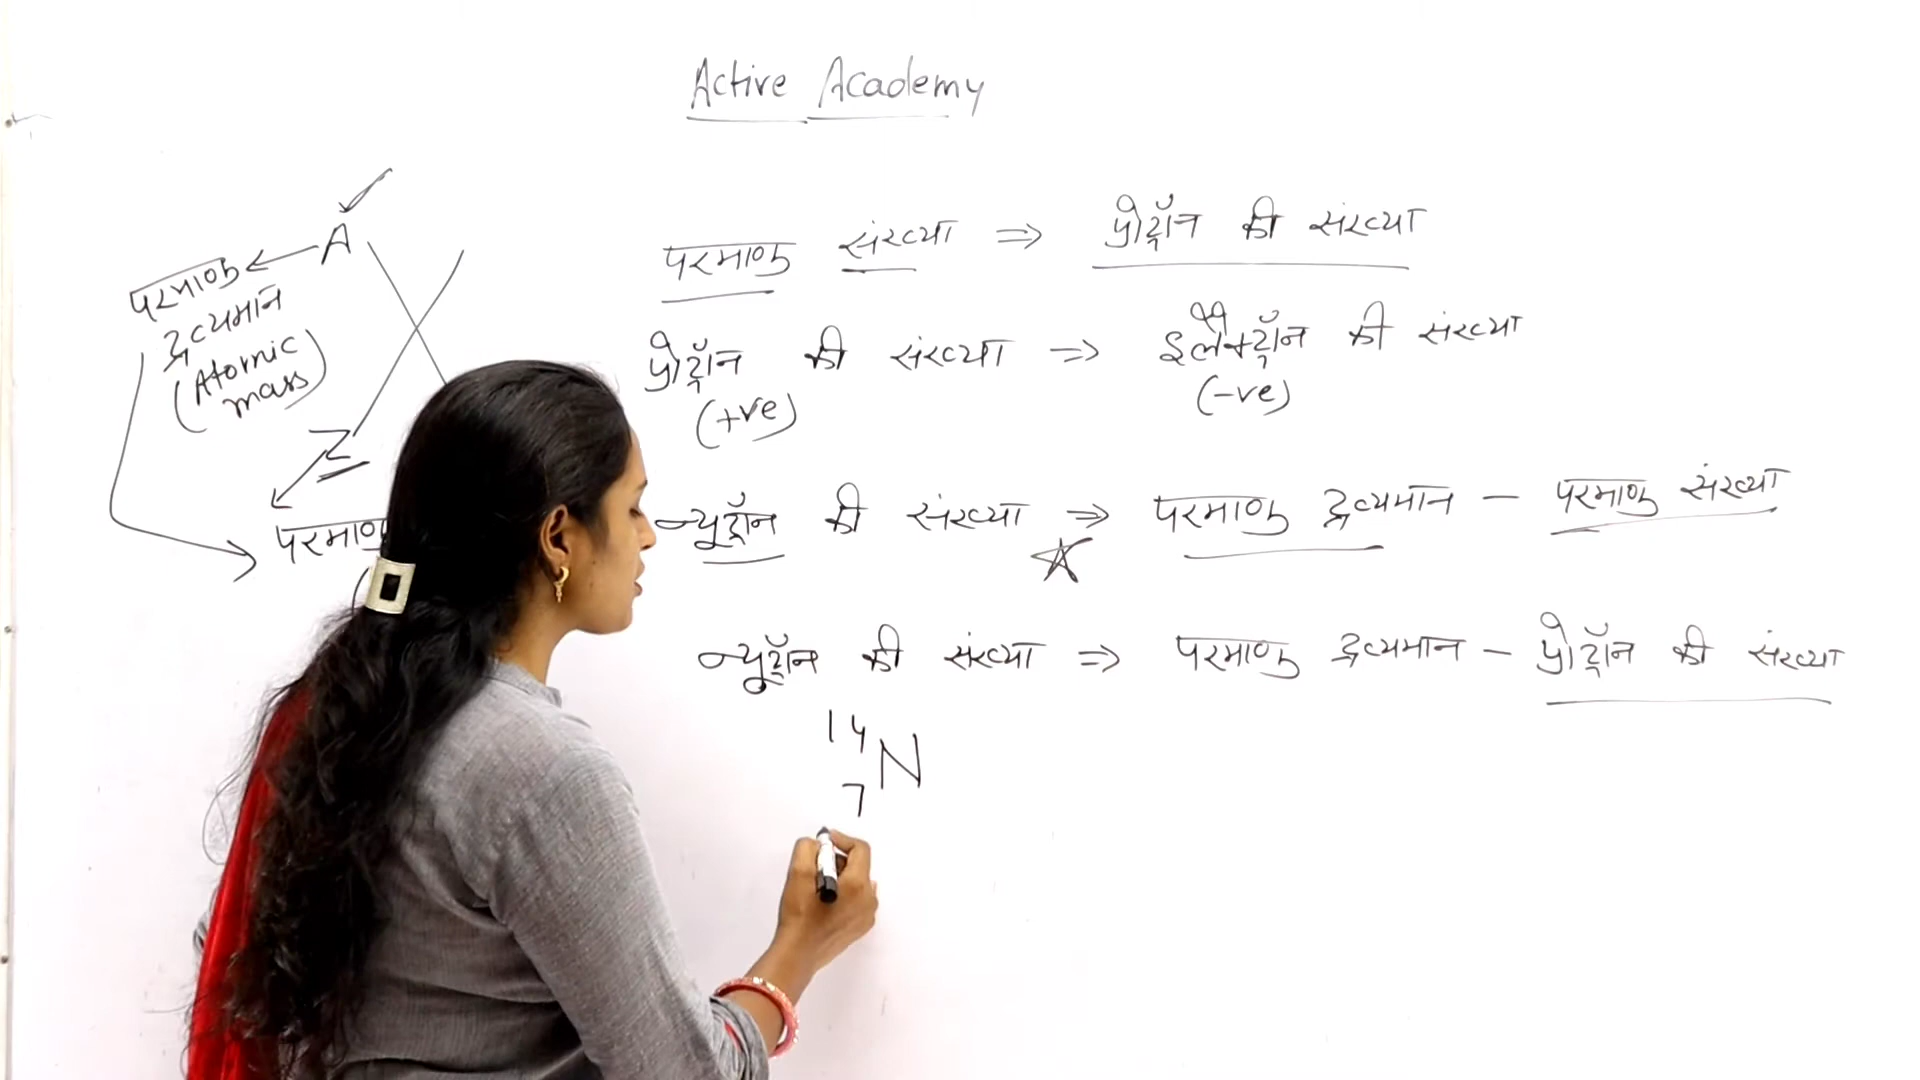 Active Academy
A
परमाणु
द्रव्यमान
(Atomic
mass)
Z
परमाणु
परमाणु संख्या ⇒ प्रोट्रॉन की संख्या
प्रोट्रॉन की संख्या ⇒ इलेक्ट्रॉन की संख्या
(+ve) (-ve)
न्यूट्रॉन की संख्या ⇒ परमाणु द्रव्यमान - परमाणु संख्या
न्यूट्रॉन की संख्या ⇒ परमाणु द्रव्यमान - प्रोट्रॉन की संख्या
14
N
7